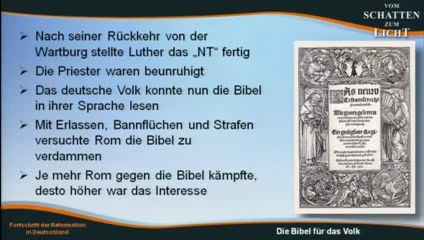 VOM
SCHATTEN
ZUM
LICHT
Nach seiner Rückkehr von der
Wartburg stellte Luther das „NT“ fertig
Die Priester waren beunruhigt
Das deutsche Volk konnte nun die Bibel
in ihrer Sprache lesen
Mit Erlassen, Bannflüchen und Strafen
versuchte Rom die Bibel zu
verdammen
Je mehr Rom gegen die Bibel kämpfte,
desto höher war das Interesse
Fortschritt der Reformation
in Deutschland
Die Bibel für das Volk